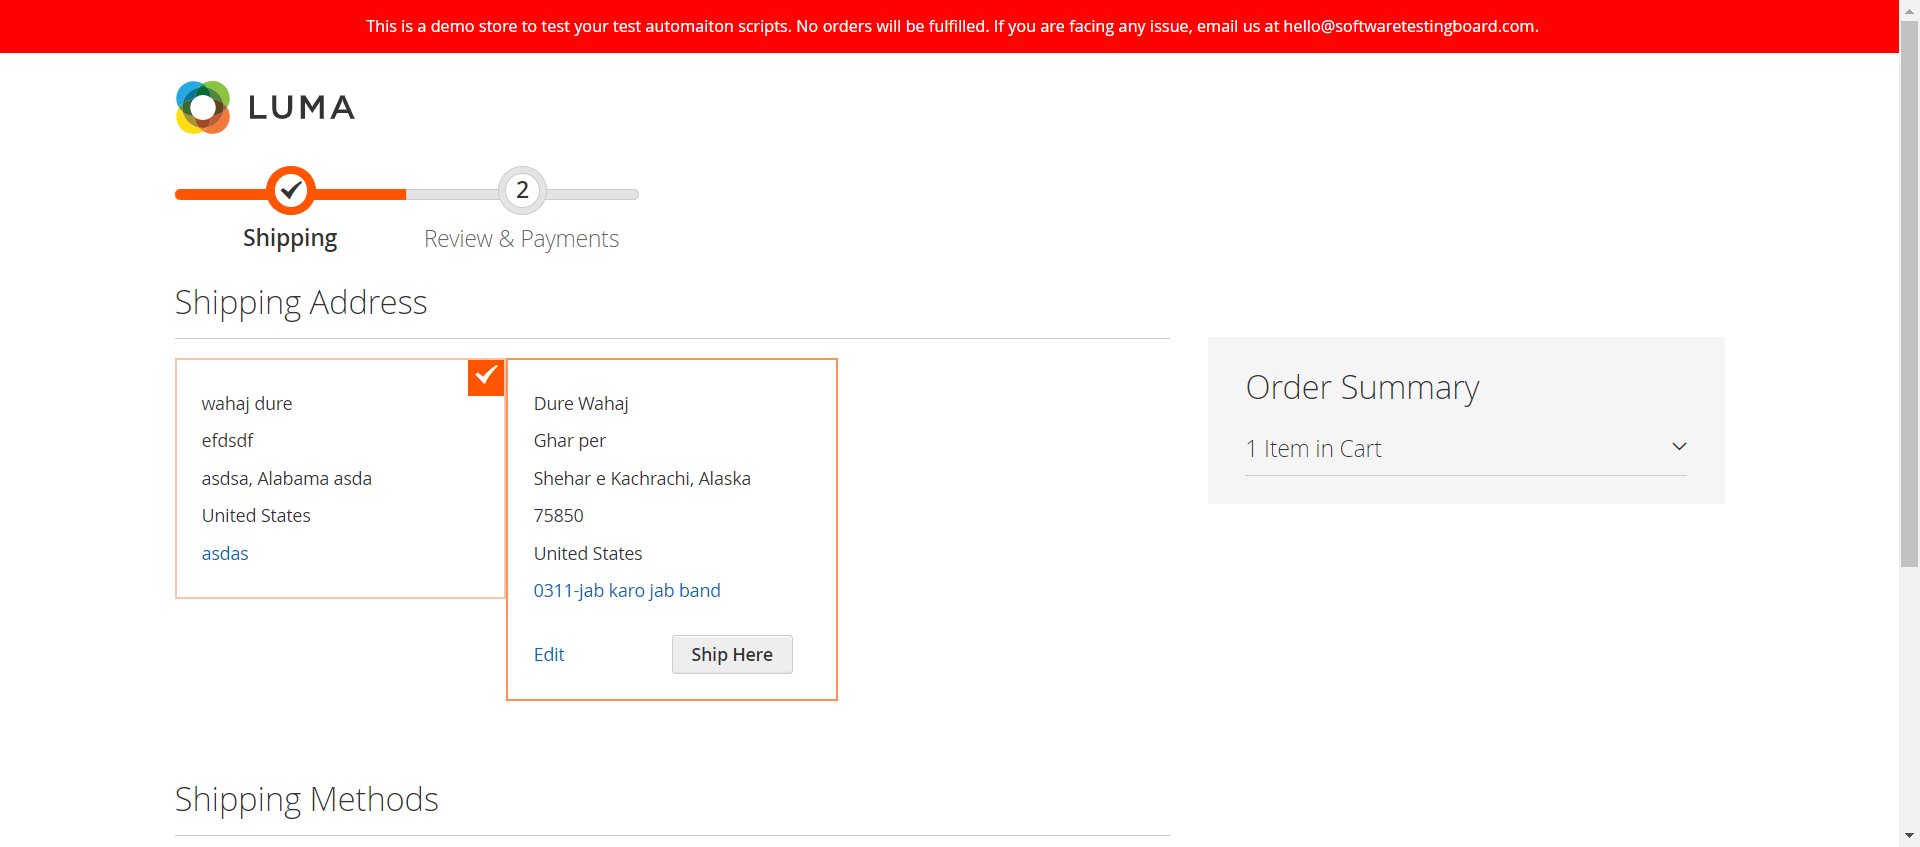 This is a demo store to test your test automaiton scripts. No orders will be fulfilled. If you are facing any issue, email us at hello@softwaretestingboard.com.
LUMA
2
Shipping
Review & Payments
Shipping Address
wahaj dure
efdsdf
asdsa, Alabama asda
United States
asdas
Dure Wahaj
Ghar per
Shehar e Kachrachi, Alaska
75850
United States
0311-jab karo jab band
Edit
Ship Here
Order Summary
1 Item in Cart
Shipping Methods